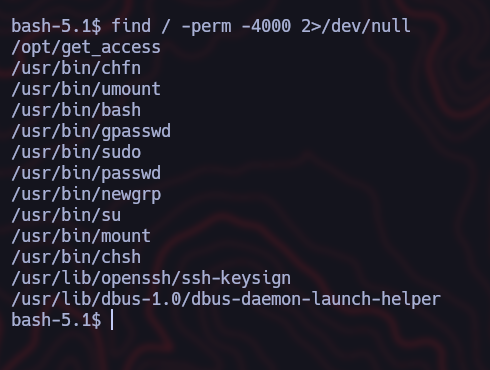 bash-5.1$ find / -perm -4000 2>/dev/null
/opt/get_access
/usr/bin/chfn
/usr/bin/umount
/usr/bin/bash
/usr/bin/gpasswd
/usr/bin/sudo
/usr/bin/passwd
/usr/bin/newgrp
/usr/bin/su
/usr/bin/mount
/usr/bin/chsh
/usr/lib/openssh/ssh-keysign
/usr/lib/dbus-1.0/dbus-daemon-launch-helper
bash-5.1$